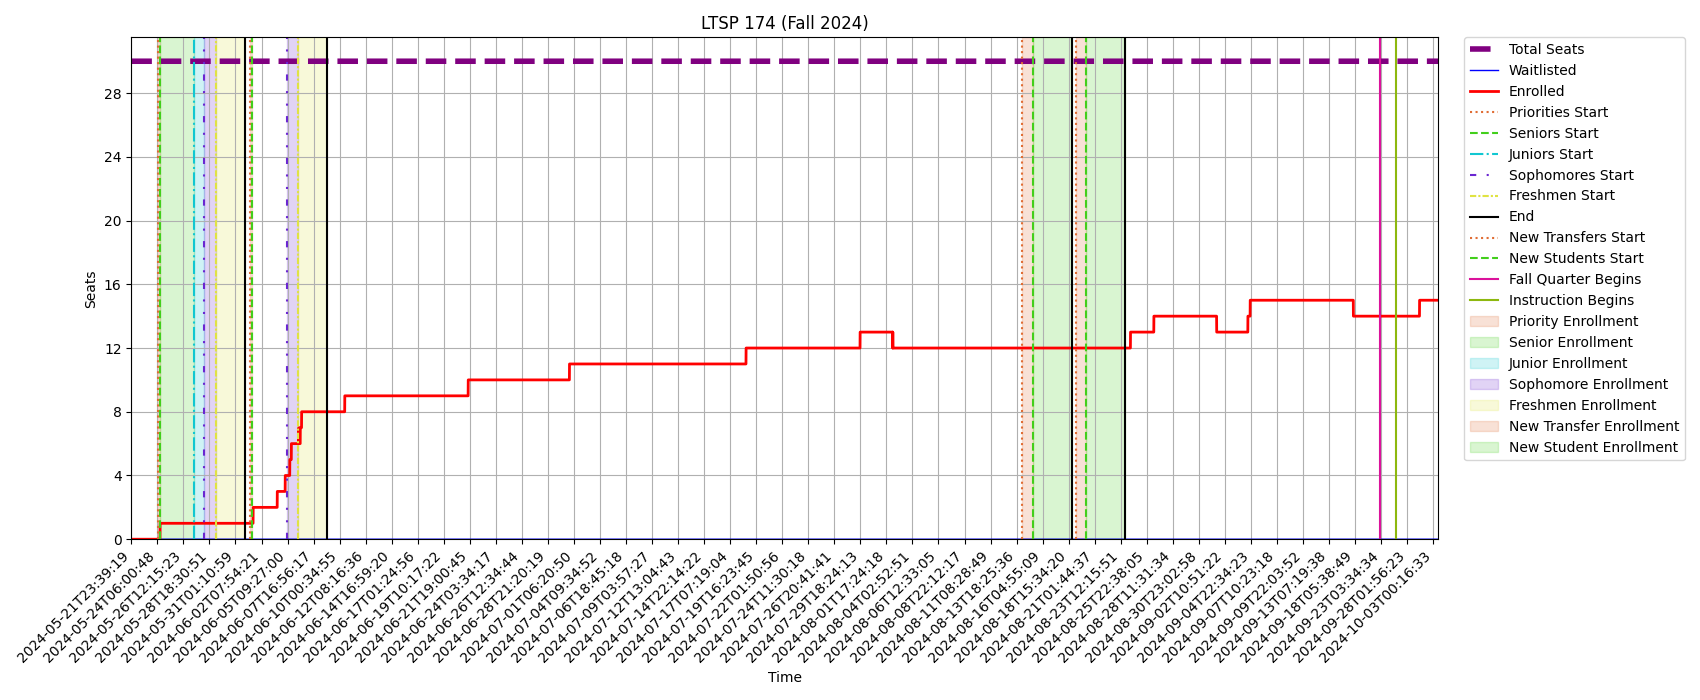 LTSP 174 (Fall 2024)
Seats
28
24
20
16
12
8
4
0
2024-05-21T23:39:19
2024-05-24T06:00:48
2024-05-26T12:15:23
2024-05-28T18:30:51
2024-05-31T01:10:59
2024-06-02T07:54:21
2024-06-05T09:27:00
2024-06-07T16:56:17
2024-06-10T00:34:55
2024-06-12T08:16:36
2024-06-14T16:59:20
2024-06-17T01:24:56
2024-06-19T10:17:22
2024-06-21T19:00:45
2024-06-24T03:34:17
2024-06-26T12:34:44
2024-06-28T21:20:19
2024-07-01T06:20:50
2024-07-04T09:34:52
2024-07-06T18:45:18
2024-07-09T03:57:27
2024-07-12T13:04:43
2024-07-14T22:14:22
2024-07-17T07:19:04
2024-07-19T16:23:45
2024-07-22T01:50:56
2024-07-24T11:30:18
2024-07-26T20:41:41
2024-07-29T18:24:13
2024-08-01T17:24:18
2024-08-04T02:52:51
2024-08-06T12:33:05
2024-08-08T22:12:17
2024-08-11T08:28:49
2024-08-13T18:25:36
2024-08-16T04:55:09
2024-08-18T15:34:20
2024-08-21T01:44:37
2024-08-23T12:15:51
2024-08-25T22:38:05
2024-08-28T11:31:34
2024-08-30T23:02:58
2024-09-02T10:51:22
2024-09-04T22:34:23
2024-09-07T10:23:18
2024-09-09T22:03:52
2024-09-13T07:19:38
2024-09-18T05:38:49
2024-09-23T03:34:34
2024-09-28T01:56:23
2024-10-03T00:16:33
Time
Total Seats
Waitlisted
Enrolled
Priorities Start
Seniors Start
Juniors Start
Sophomores Start
Freshmen Start
End
New Transfers Start
New Students Start
Fall Quarter Begins
Instruction Begins
Priority Enrollment
Senior Enrollment
Junior Enrollment
Sophomore Enrollment
Freshmen Enrollment
New Transfer Enrollment
New Student Enrollment